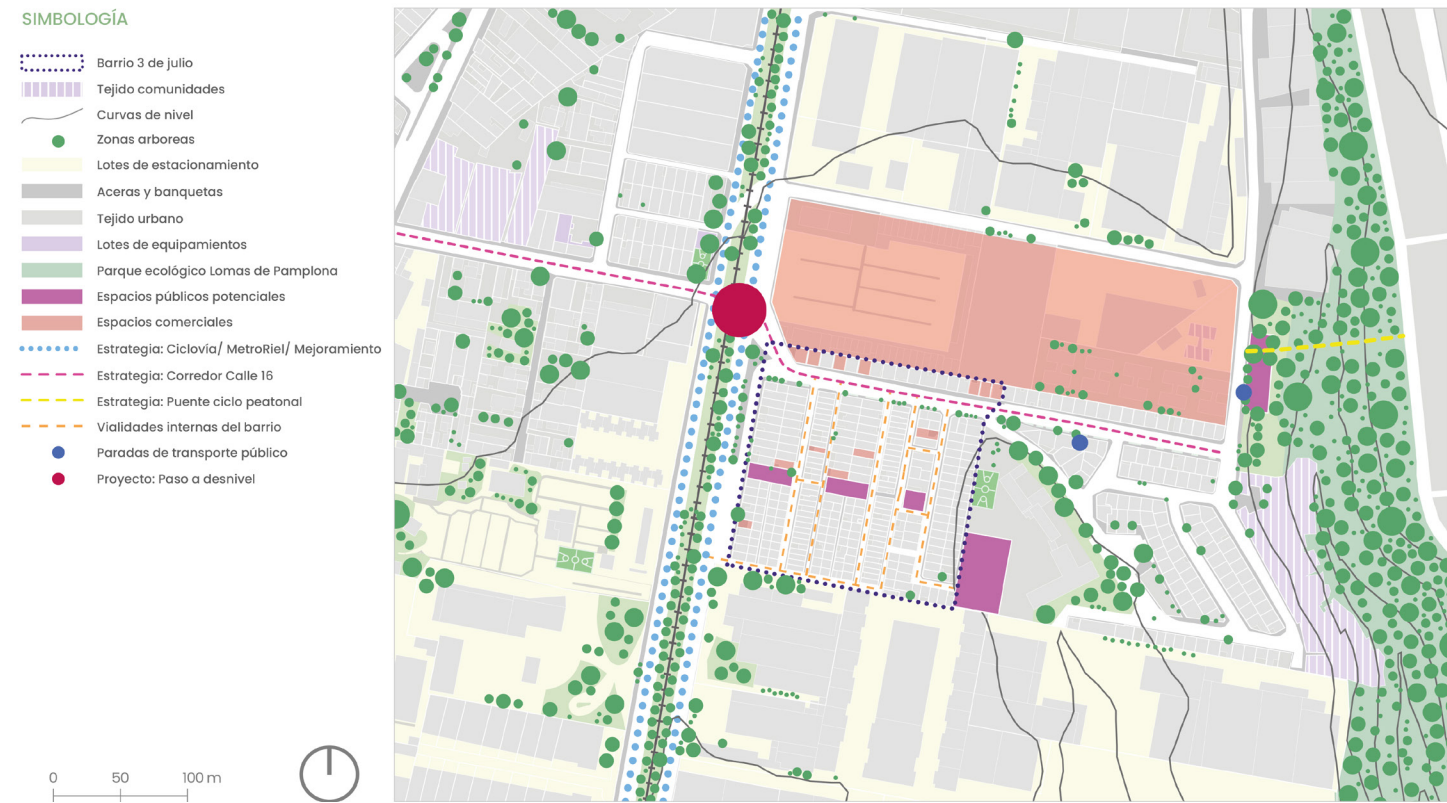 SIMBOLOGÍA
Barrio 3 de julio
Tejido comunidades
Curvas de nivel
Zonas arboreas
Lotes de estacionamiento
Aceras y banquetas
Tejido urbano
Lotes de equipamientos
Parque ecológico Lomas de Pamplona
Espacios públicos potenciales
Espacios comerciales
Estrategia: Ciclovia/ MetroRiel/ Mejoramiento
Estrategia: Corredor Calle 16
Estrategia: Puente ciclo peatonal
Vialidades internas del barrio
Paradas de transporte público
Proyecto: Paso a desnivel
0 50 100 m